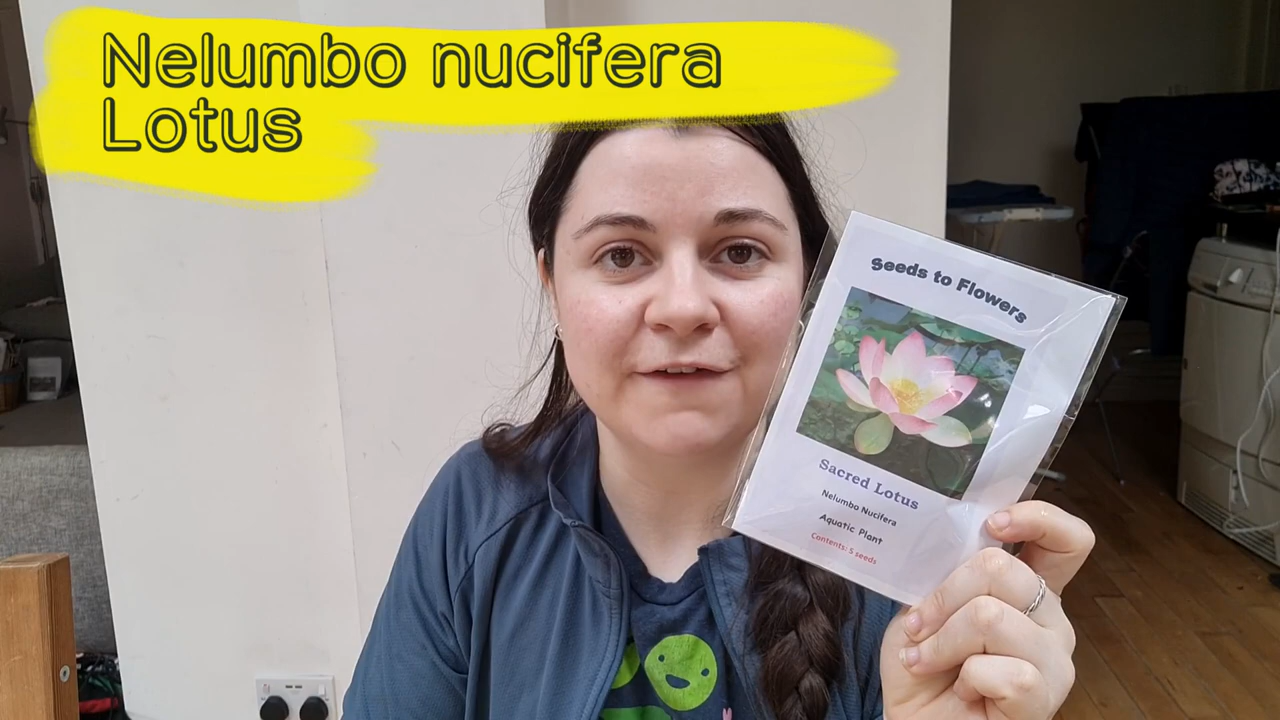 Nelumbo nucifera
Lotus
Seeds to Flowers
Sacred Lotus
Nelumbo Nucifera
Aquatic Plant
Contents: 5 seeds